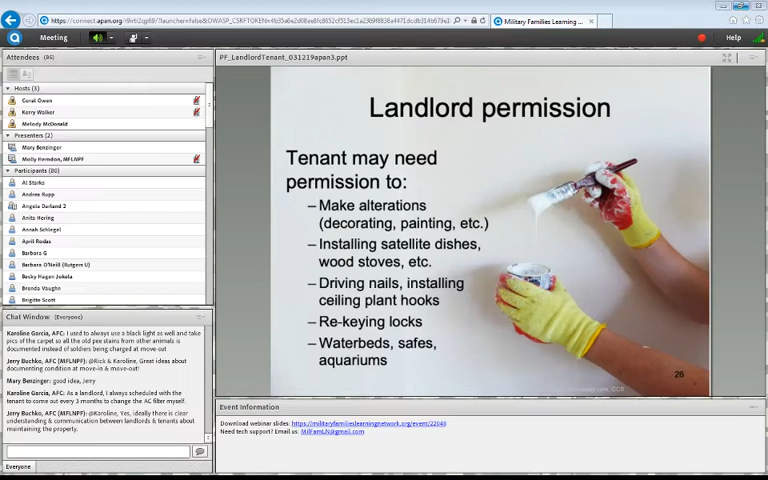 Military Families Learning ...
Meeting
Help
Attendees (86)
PF_LandlordTenant_031219apan3.ppt
Hosts (3)
Coral Owen
Kerry Walker
Melody McDonald
Presenters (2)
Mary Benzinger
Molly Herndon, MFLNPF
Participants (80)
Al Starks
Andrea Rupp
Angela Darland 2
Anita Hering
Annah Schlegel
April Rodas
Barbara G
Barbara O'Neill (Rutgers U)
Becky Hagen Jokela
Brenda Vaughn
Brigitte Scott
Landlord permission
Tenant may need
permission to:
– Make alterations
(decorating, painting, etc.)
– Installing satellite dishes,
wood stoves, etc.
– Driving nails, installing
ceiling plant hooks
– Re-keying locks
– Waterbeds, safes,
aquariums
26
Chat Window (Everyone)
Karoline Garcia, AFC: I used to always use a black light as well and take
pics of the carpet so all the old pee stains from other animals is
documented instead of soldiers being charged at move out
Jerry Buchko, AFC (MFLNPF): @Rick & Karoline, Great ideas about
documenting condition at move-in & move-out!
Mary Benzinger: good idea, Jerry
Karoline Garcia, AFC: As a landlord, I always scheduled with the
tenant to come out every 3 months to change the AC filter myself.
Jerry Buchko, AFC (MFLNPF): @Karoline, Yes, ideally there is clear
understanding & communication between landlords & tenants about
maintaining the property.
Everyone
Event Information
Download webinar slides: https://militaryfamilieslearningnetwork.org/event/22043
Need tech support? Email us: MilFamLN@gmail.com